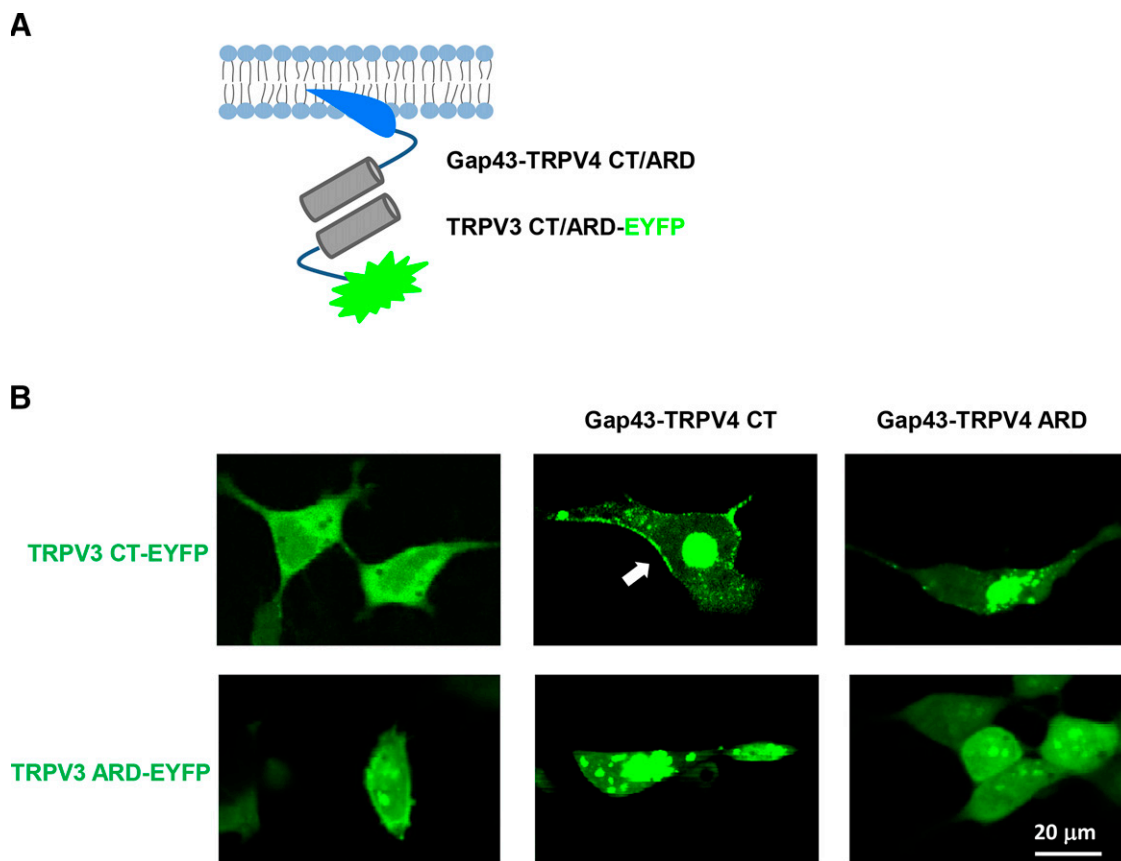 A
Gap43-TRPV4 CT/ARD
TRPV3 CT/ARD-EYFP
B
Gap43-TRPV4 CT
Gap43-TRPV4 ARD
TRPV3 CT-EYFP
TRPV3 ARD-EYFP
20 μm